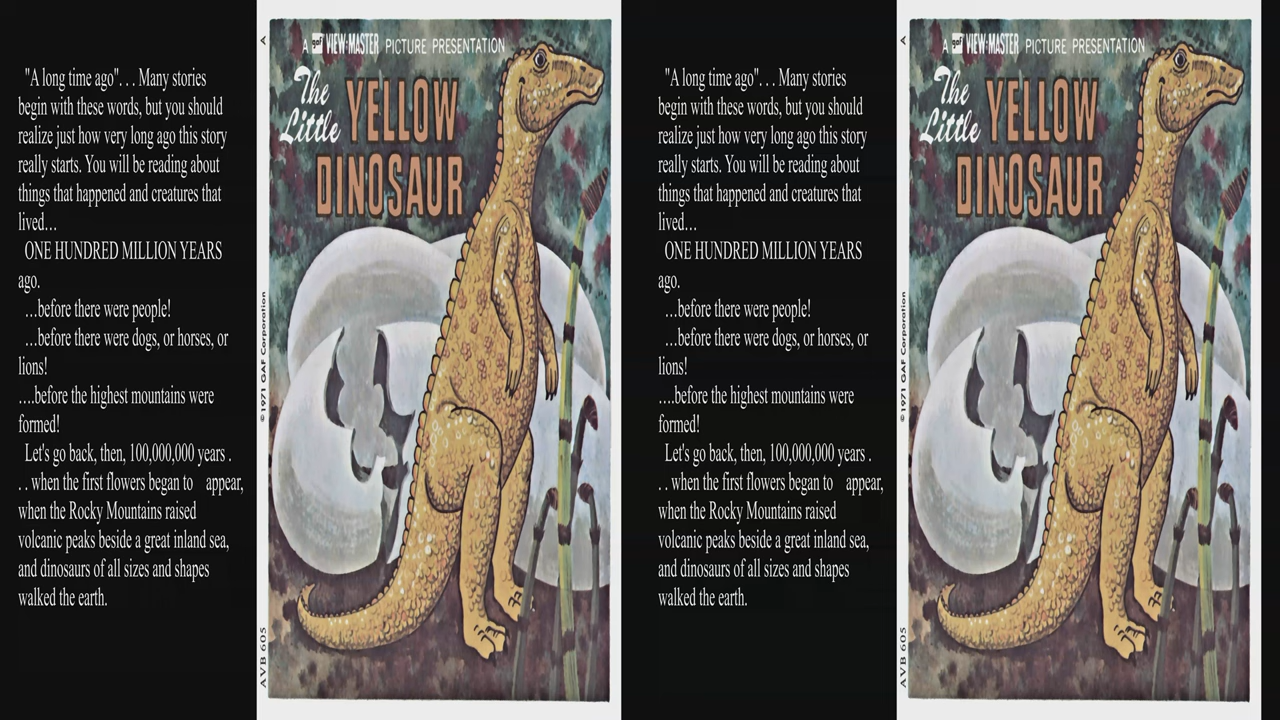 "A long time ago". . . Many stories
begin with these words, but you should
realize just how very long ago this story
really starts. You will be reading about
things that happened and creatures that
lived…
ONE HUNDRED MILLION YEARS
ago.
…before there were people!
…before there were dogs, or horses, or
lions!
….before the highest mountains were
formed!
Let's go back, then, 100,000,000 years .
. . when the first flowers began to appear,
when the Rocky Mountains raised
volcanic peaks beside a great inland sea,
and dinosaurs of all sizes and shapes
walked the earth.
A
© 1971 GAF Corporation
AVB 605
A gaf VIEW-MASTER PICTURE PRESENTATION
The
Little
YELLOW
DINOSAUR
"A long time ago". . . Many stories
begin with these words, but you should
realize just how very long ago this story
really starts. You will be reading about
things that happened and creatures that
lived…
ONE HUNDRED MILLION YEARS
ago.
…before there were people!
…before there were dogs, or horses, or
lions!
….before the highest mountains were
formed!
Let's go back, then, 100,000,000 years .
. . when the first flowers began to appear,
when the Rocky Mountains raised
volcanic peaks beside a great inland sea,
and dinosaurs of all sizes and shapes
walked the earth.
A
© 1971 GAF Corporation
AVB 605
A gaf VIEW-MASTER PICTURE PRESENTATION
The
Little
YELLOW
DINOSAUR